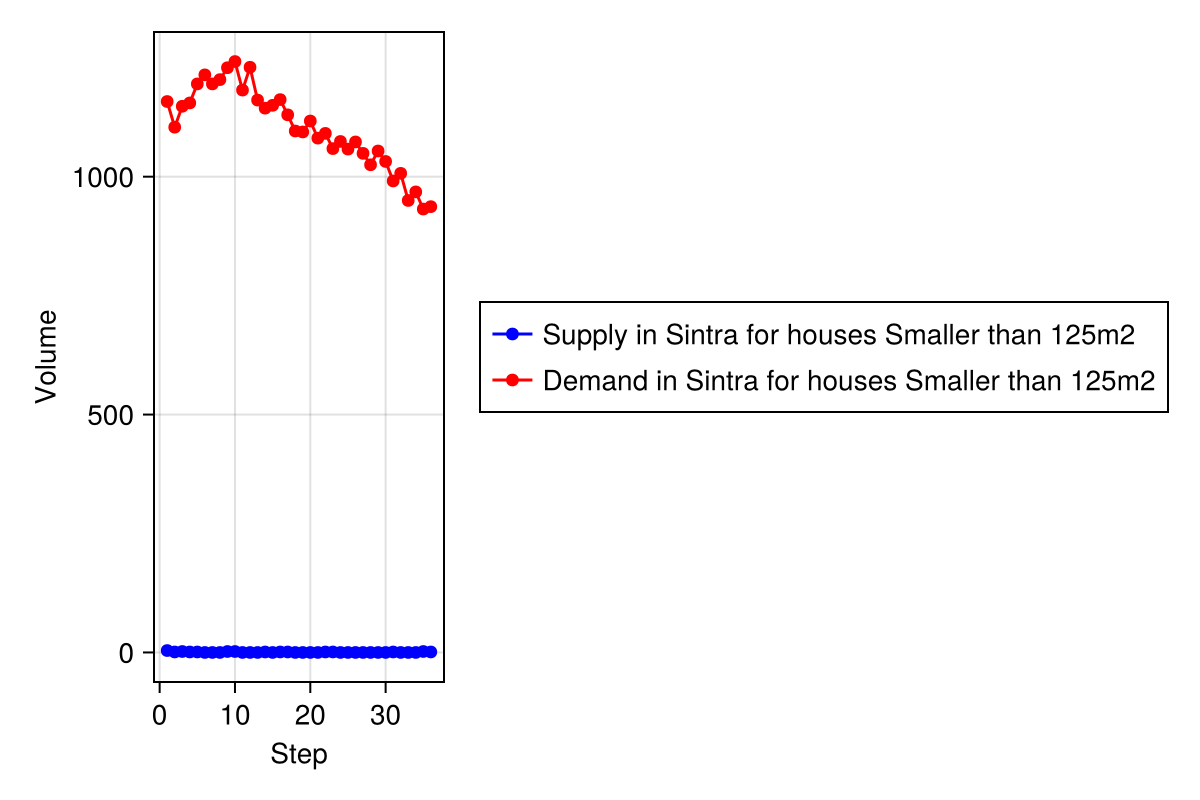 1000
500
0
Volume
0 10 20 30
Step
Supply in Sintra for houses Smaller than 125m2
Demand in Sintra for houses Smaller than 125m2